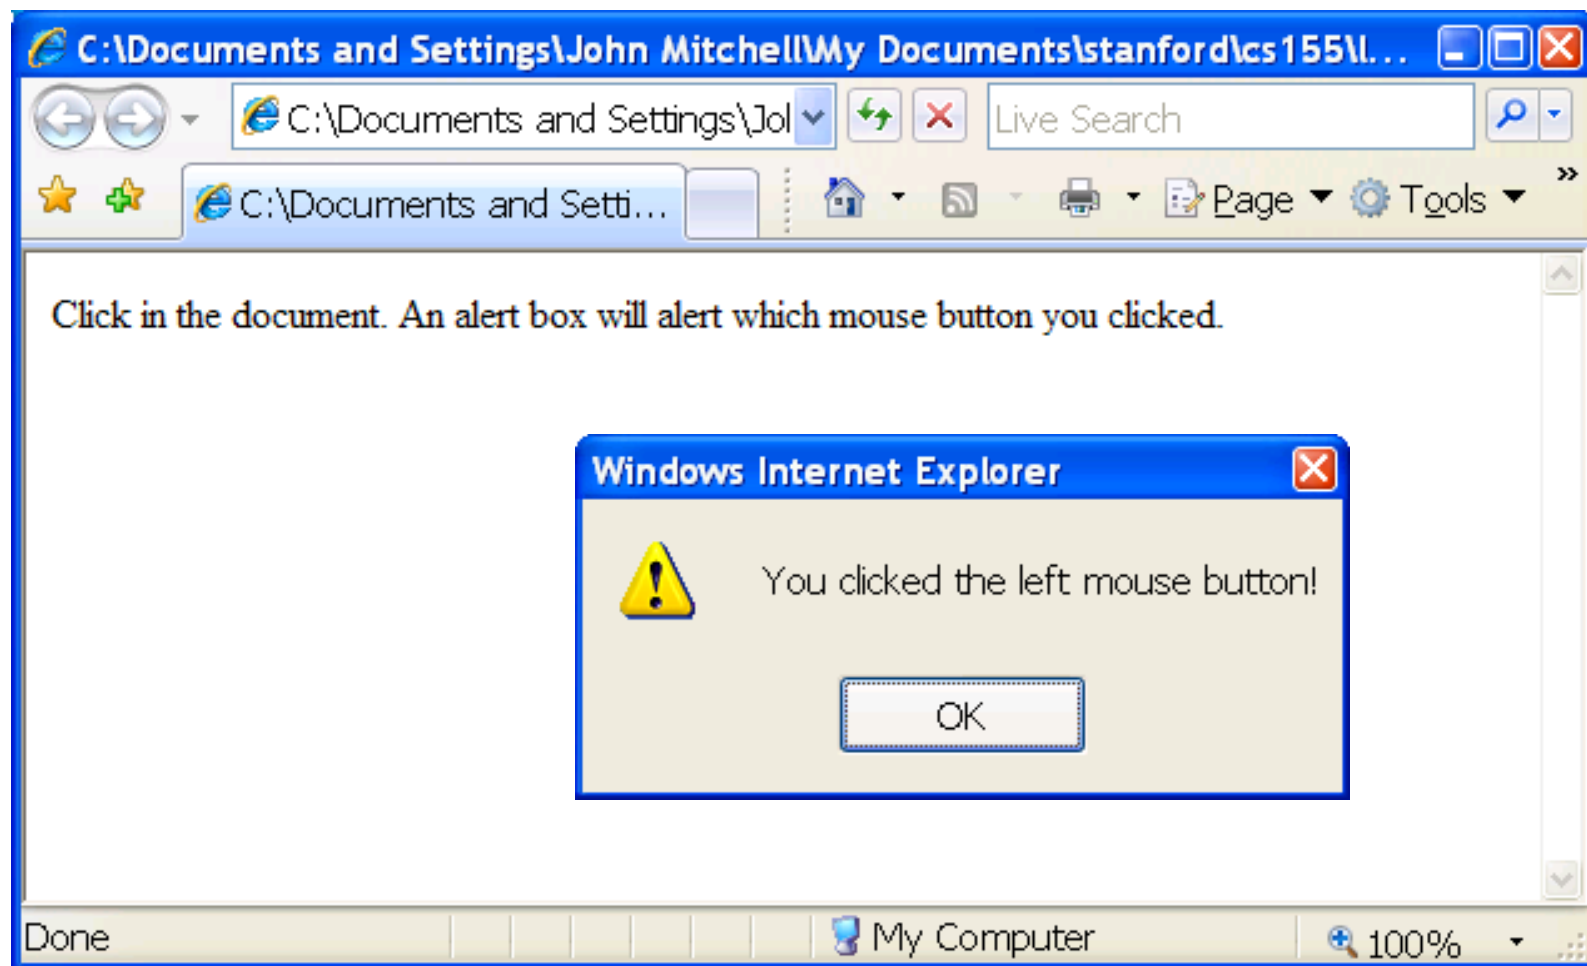 C:\Documents and Settings\John Mitchell\My Documents\stanford\cs155\l...
C:\Documents and Settings\Jol
Live Search
C:\Documents and Setti...
Page
Tools
»
Click in the document. An alert box will alert which mouse button you clicked.
Windows Internet Explorer
You clicked the left mouse button!
OK
Done
My Computer
100%